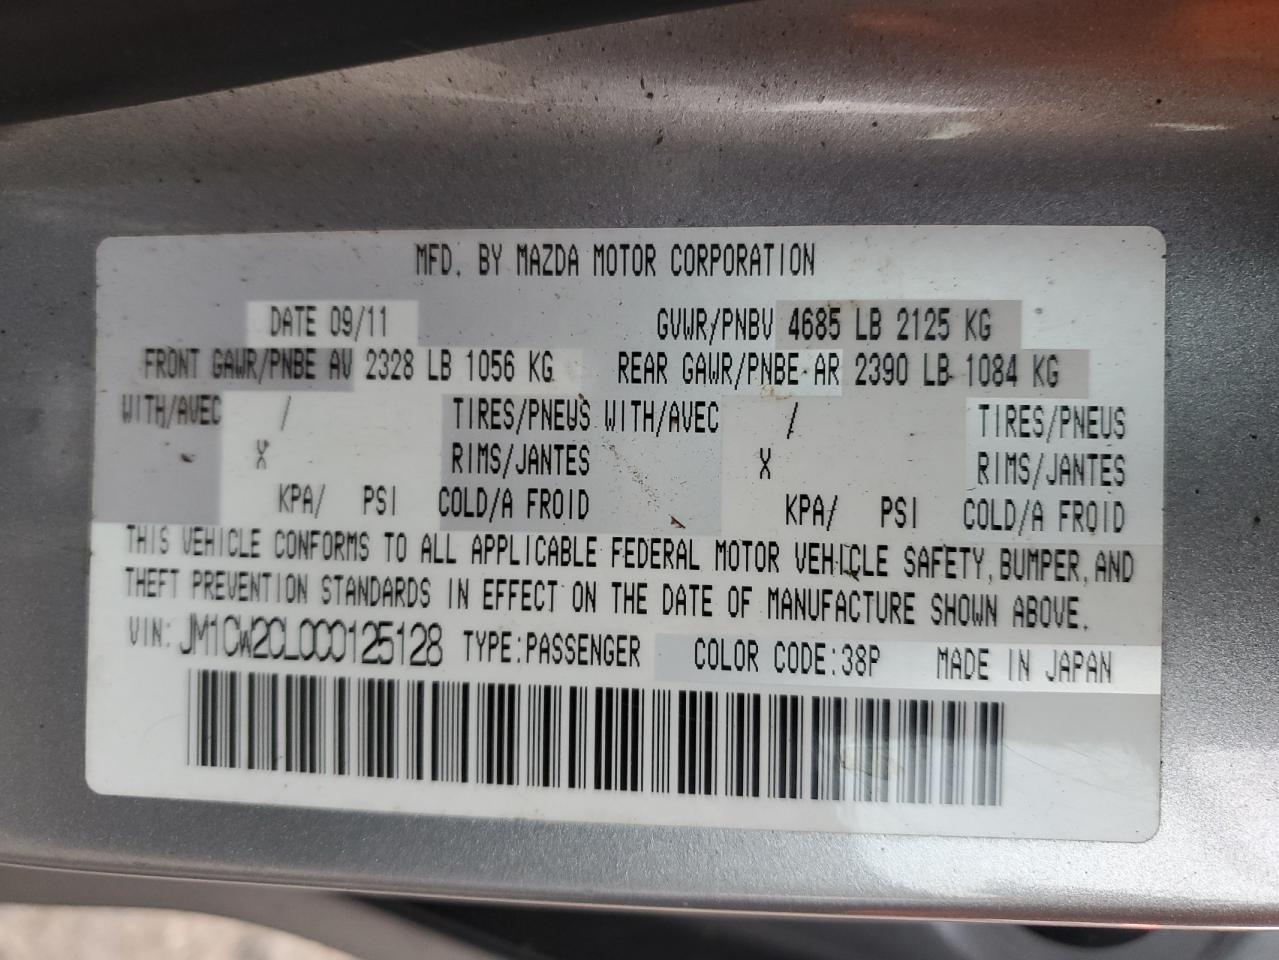 MFD. BY MAZDA MOTOR CORPORATION
DATE 09/11 GVWR/PNBV 4685 LB 2125 KG
FRONT GAWR/PNBE AV 2328 LB 1056 KG REAR GAWR/PNBE AR 2390 LB 1084 KG
WITH/AVEC / TIRES/PNEUS WITH/AVEC / TIRES/PNEUS
X RIMS/JANTES X RIMS/JANTES
KPA/ PSI COLD/A FROID KPA/ PSI COLD/A FROID
THIS VEHICLE CONFORMS TO ALL APPLICABLE FEDERAL MOTOR VEHICLE SAFETY, BUMPER, AND
THEFT PREVENTION STANDARDS IN EFFECT ON THE DATE OF MANUFACTURE SHOWN ABOVE.
VIN: JM1CW2CL0C0125128 TYPE:PASSENGER COLOR CODE:38P MADE IN JAPAN